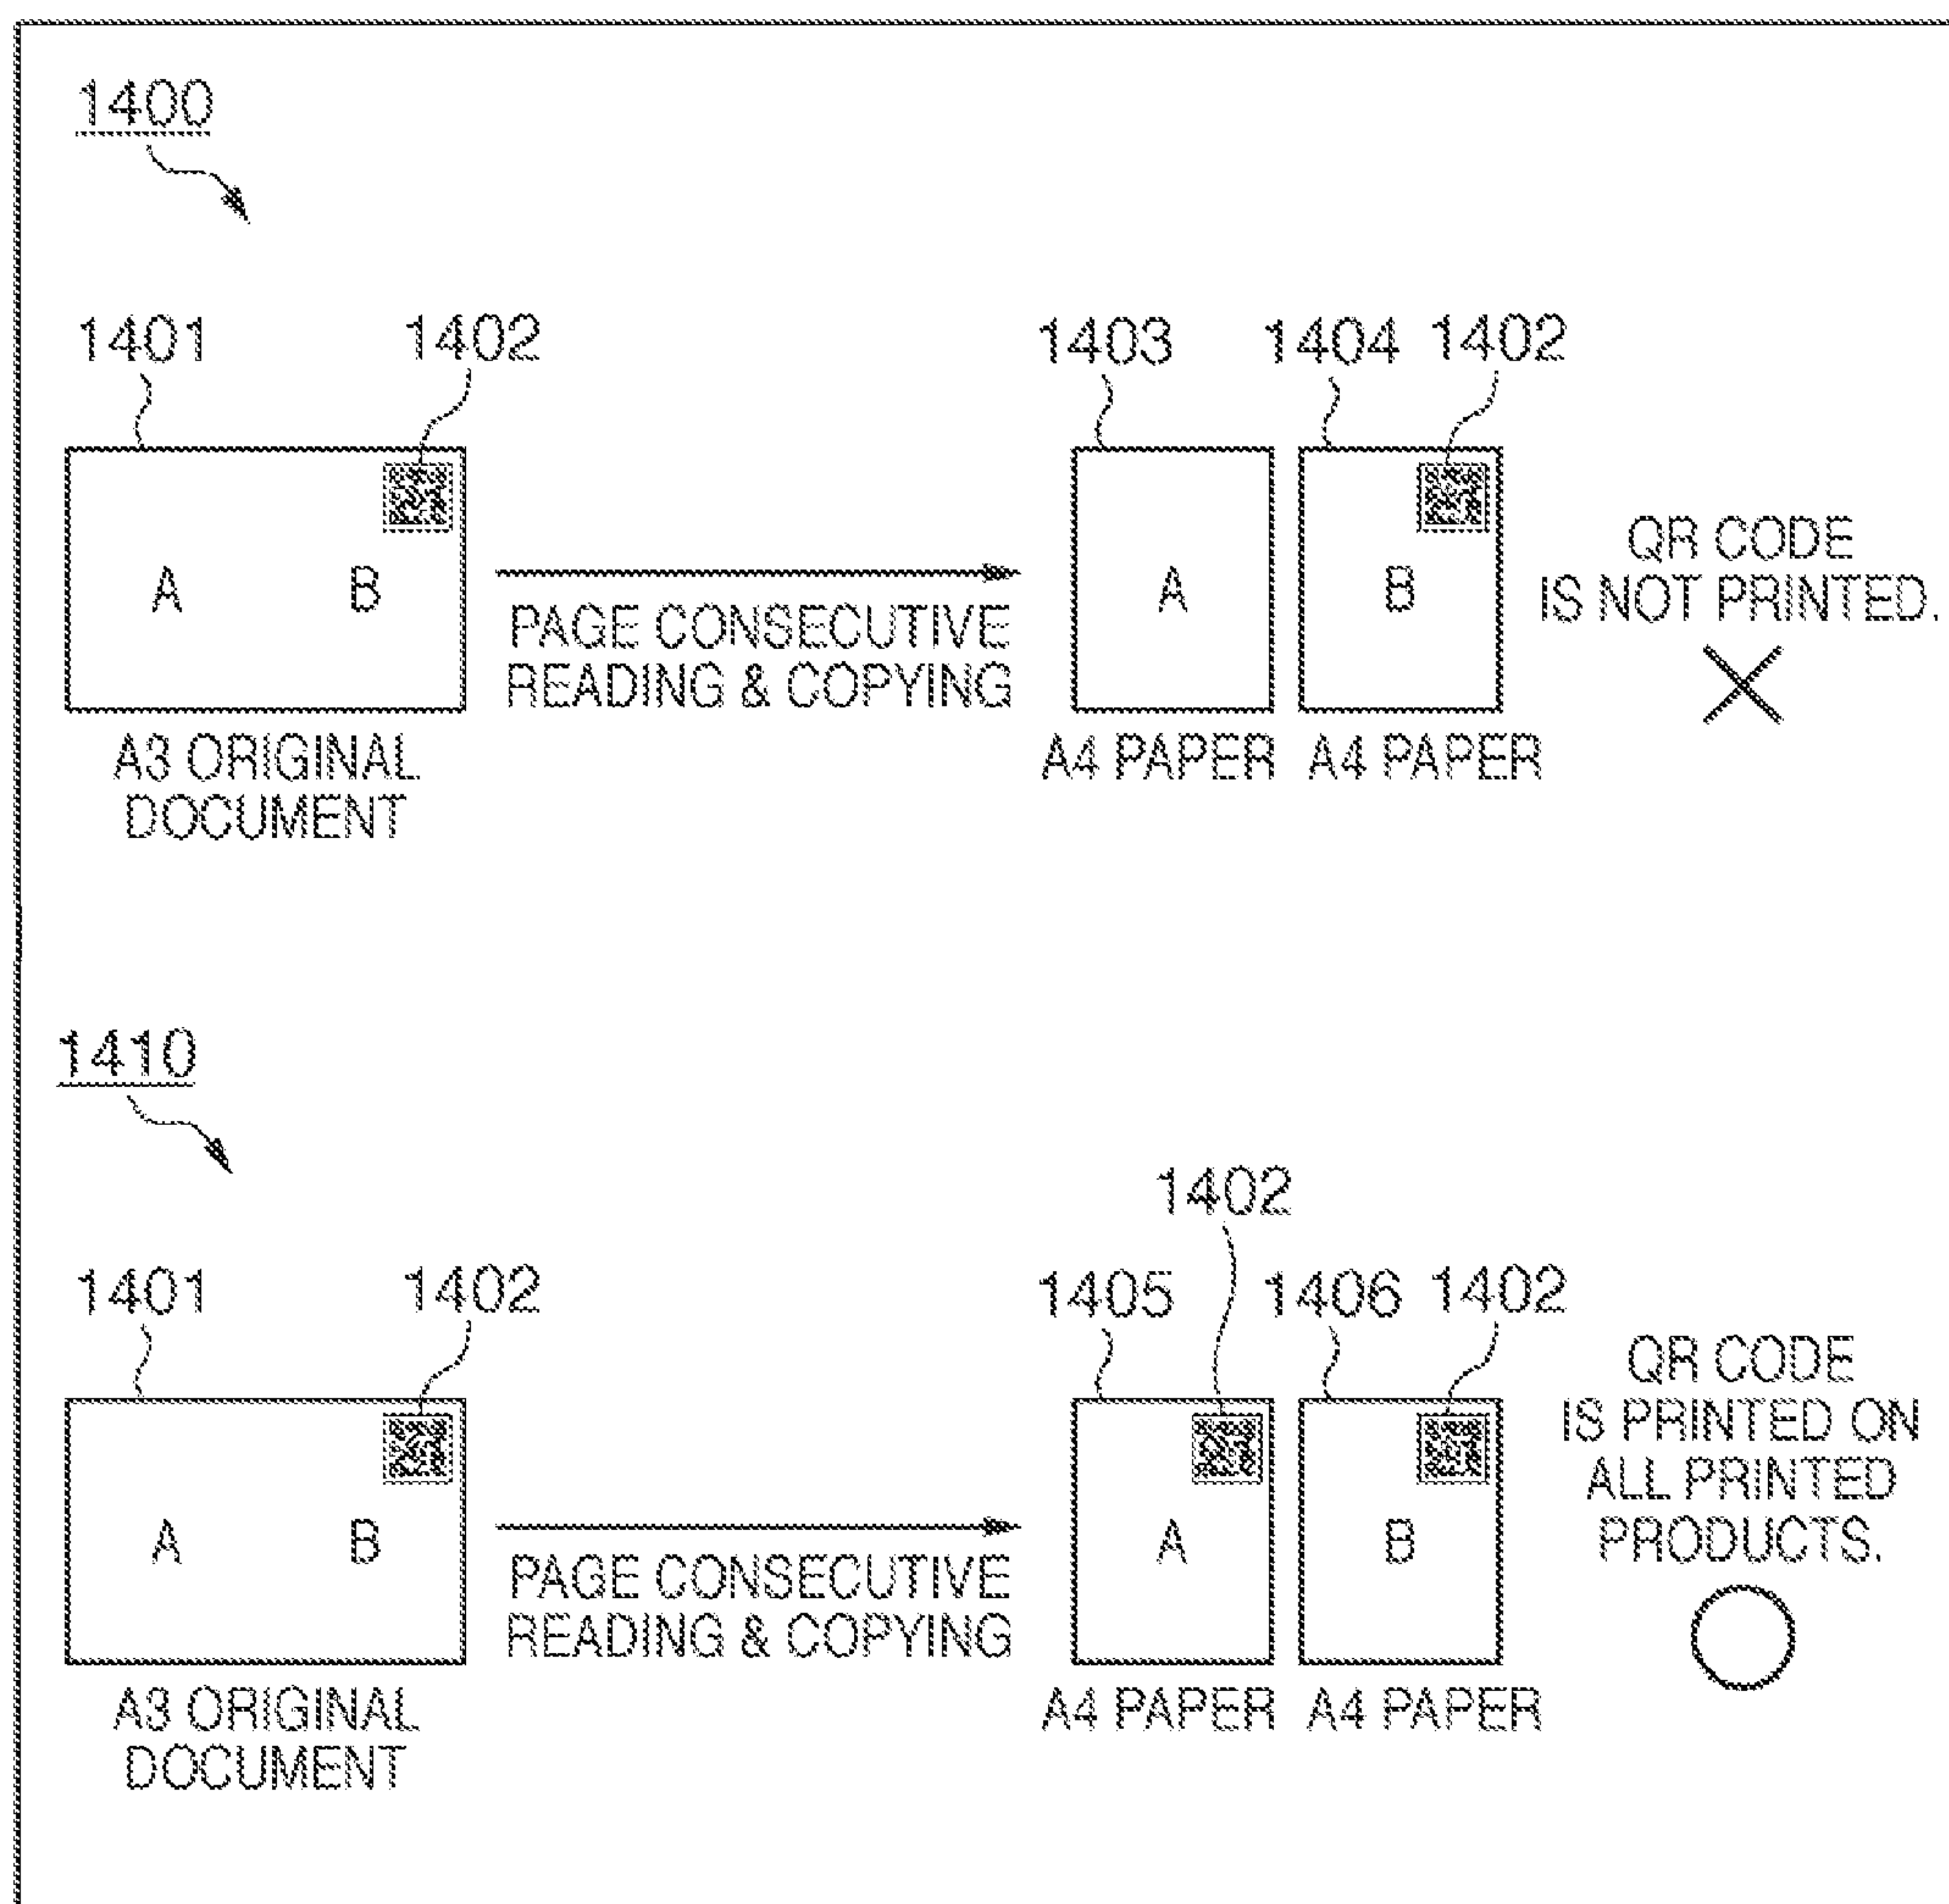 1400
1401 1402 1403 1404 1402
A B A B
QR CODE
IS NOT PRINTED.
PAGE CONSECUTIVE
READING & COPYING
A3 ORIGINAL
DOCUMENT
A4 PAPER A4 PAPER
1410
1402
1401 1402 1405 1406 1402
A B A B
QR CODE
IS PRINTED ON
ALL PRINTED
PRODUCTS.
PAGE CONSECUTIVE
READING & COPYING
A3 ORIGINAL
DOCUMENT
A4 PAPER A4 PAPER